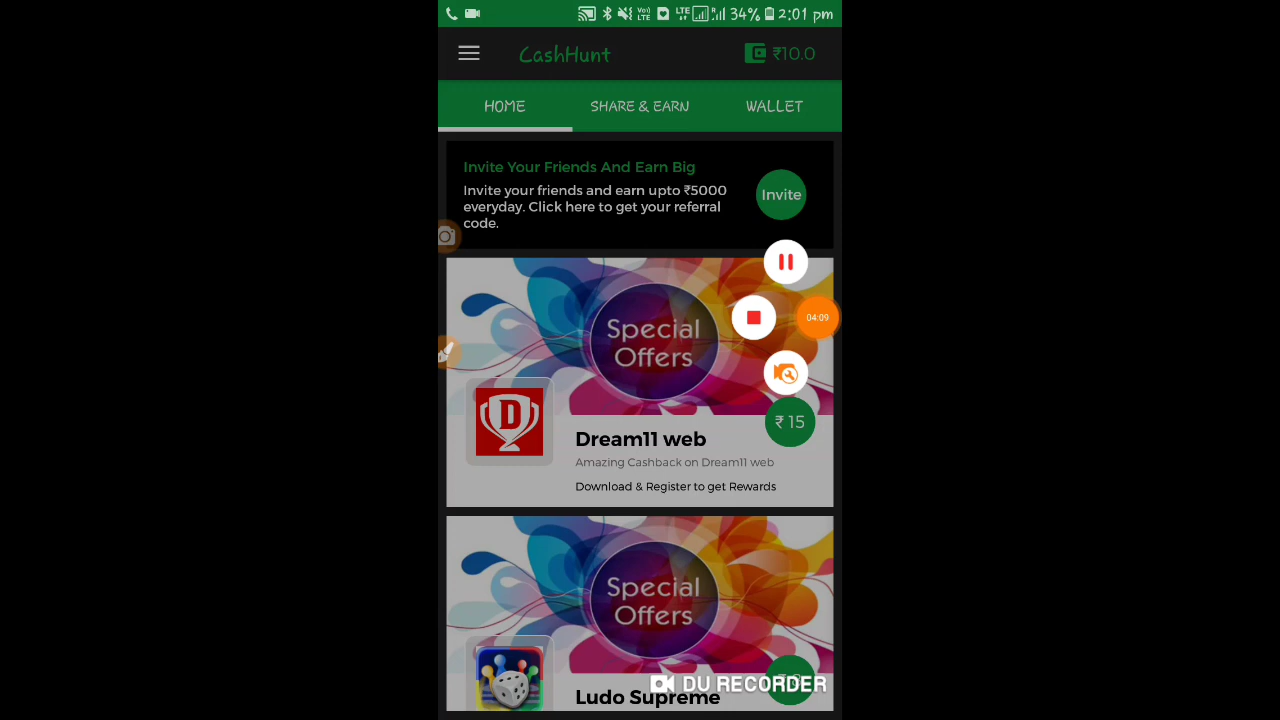 34% 2:01 pm
CashHunt ₹10.0
HOME SHARE & EARN WALLET
Invite Your Friends And Earn Big
Invite your friends and earn upto ₹5000
everyday. Click here to get your referral
code.
Invite
04:09
Special
Offers
D
₹ 15
Dream11 web
Amazing Cashback on Dream11 web
Download & Register to get Rewards
Special
Offers
DU RECORDER
Ludo Supreme